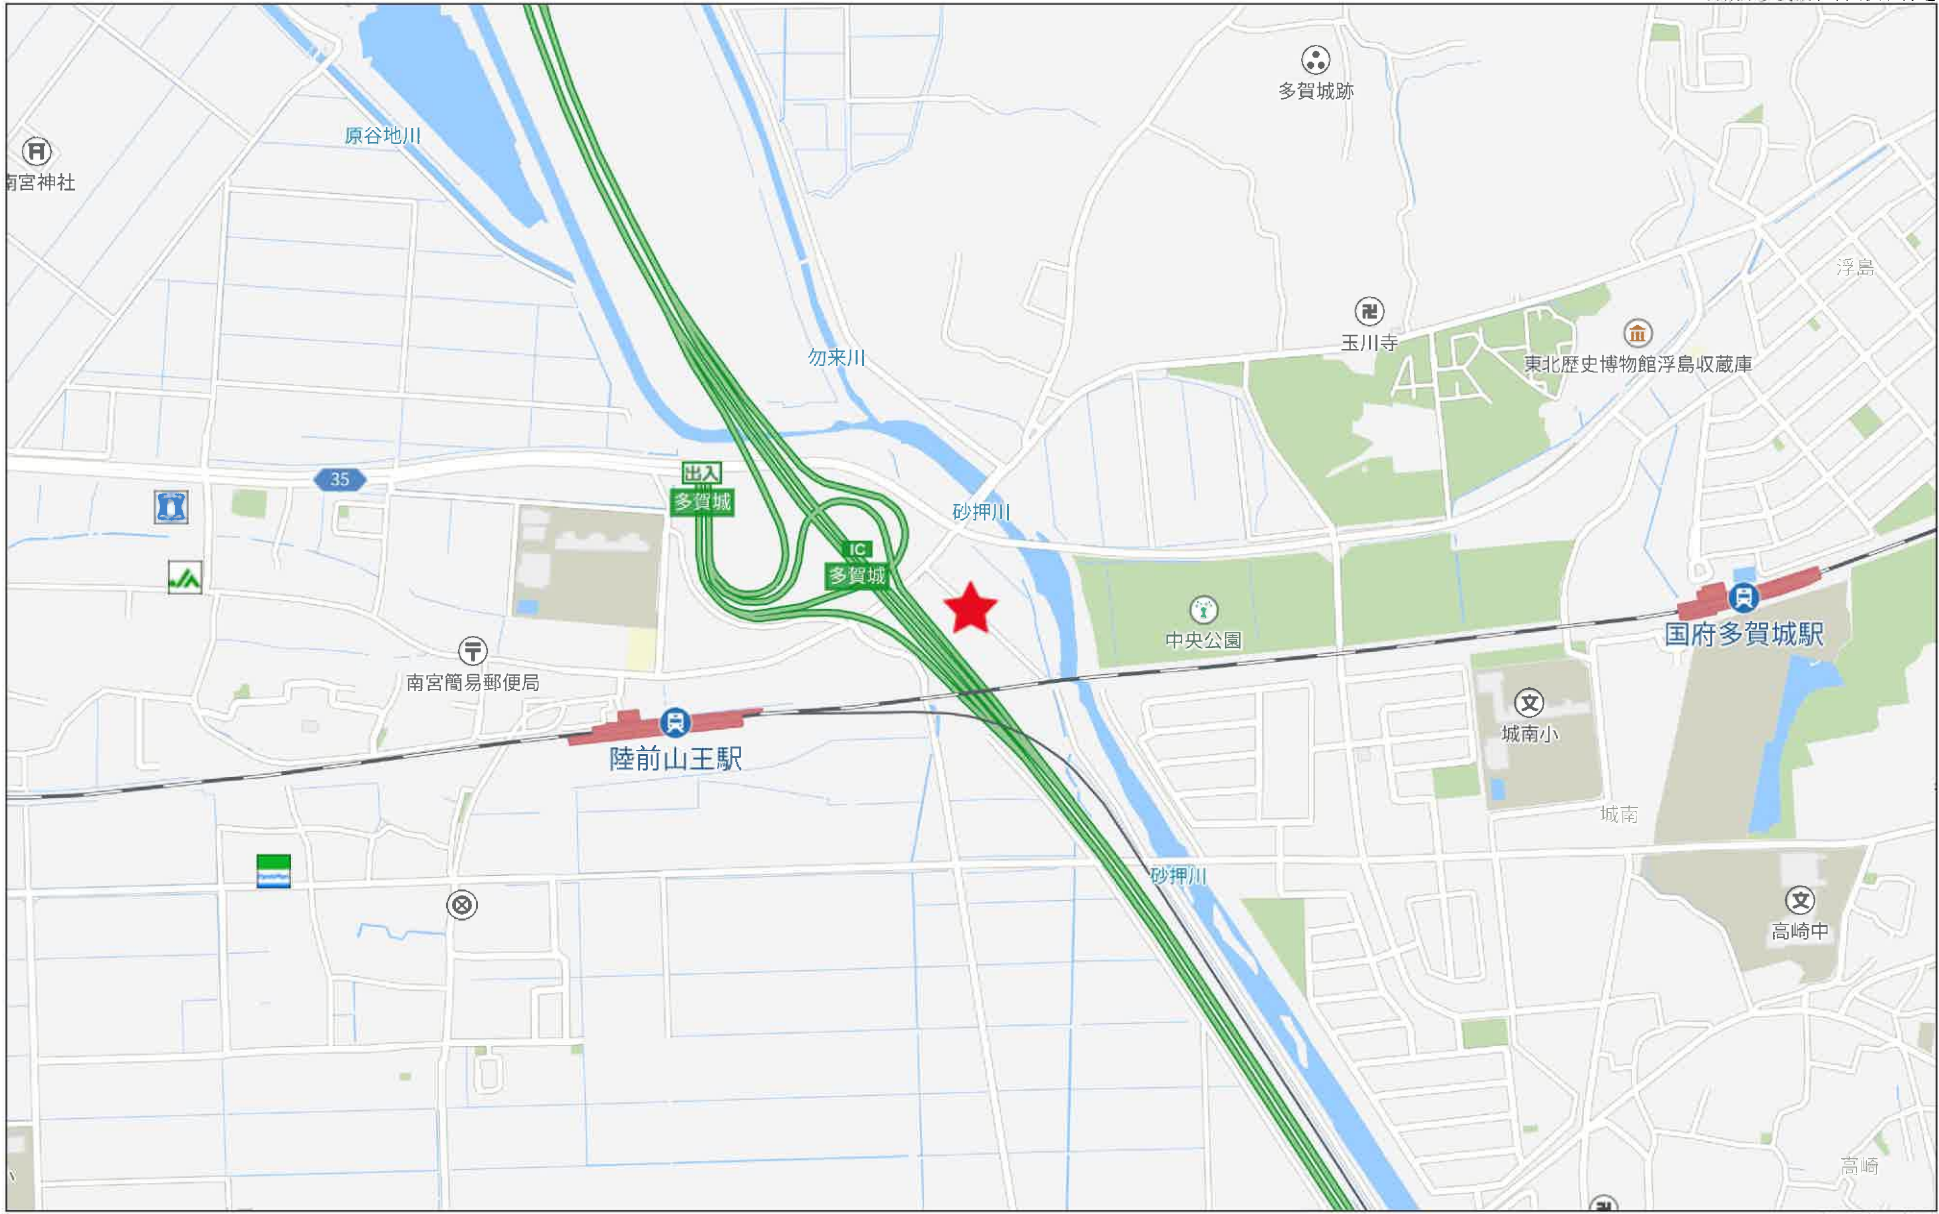 多賀城跡
原谷地川
南宮神社
浮島
玉川寺
勿来川
東北歴史博物館浮島収蔵庫
出入
35
多賀城
砂押川
IC
多賀城
中央公園
国府多賀城駅
南宮簡易郵便局
文
城南小
陸前山王駅
城南
砂押川
文
高崎中
高崎